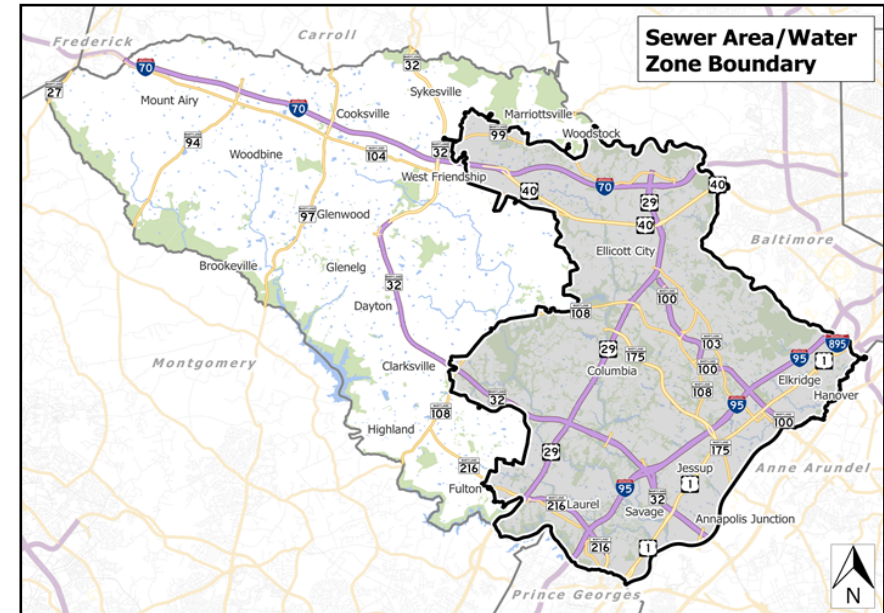 Sewer Area/Water
Zone Boundary
Frederick
Carroll
MARYLAND
32
70
27
Mount Airy
Sykesville
70
Cooksville
Marriottsville
94
99
Woodstock
Woodbine
104
32
West Friendship
70
40
40
29
97
Glenwood
40
Ellicott City
Baltimore
Brookeville
Glenelg
32
100
Dayton
108
103
895
29
175
95
1
Montgomery
Clarksville
Columbia
100
Elkridge
32
108
95
Hanover
108
100
Highland
29
175
216
Jessup
Anne Arundel
Fulton
95
1
216
Laurel
32
Savage
Annapolis Junction
216
1
Prince Georges
N